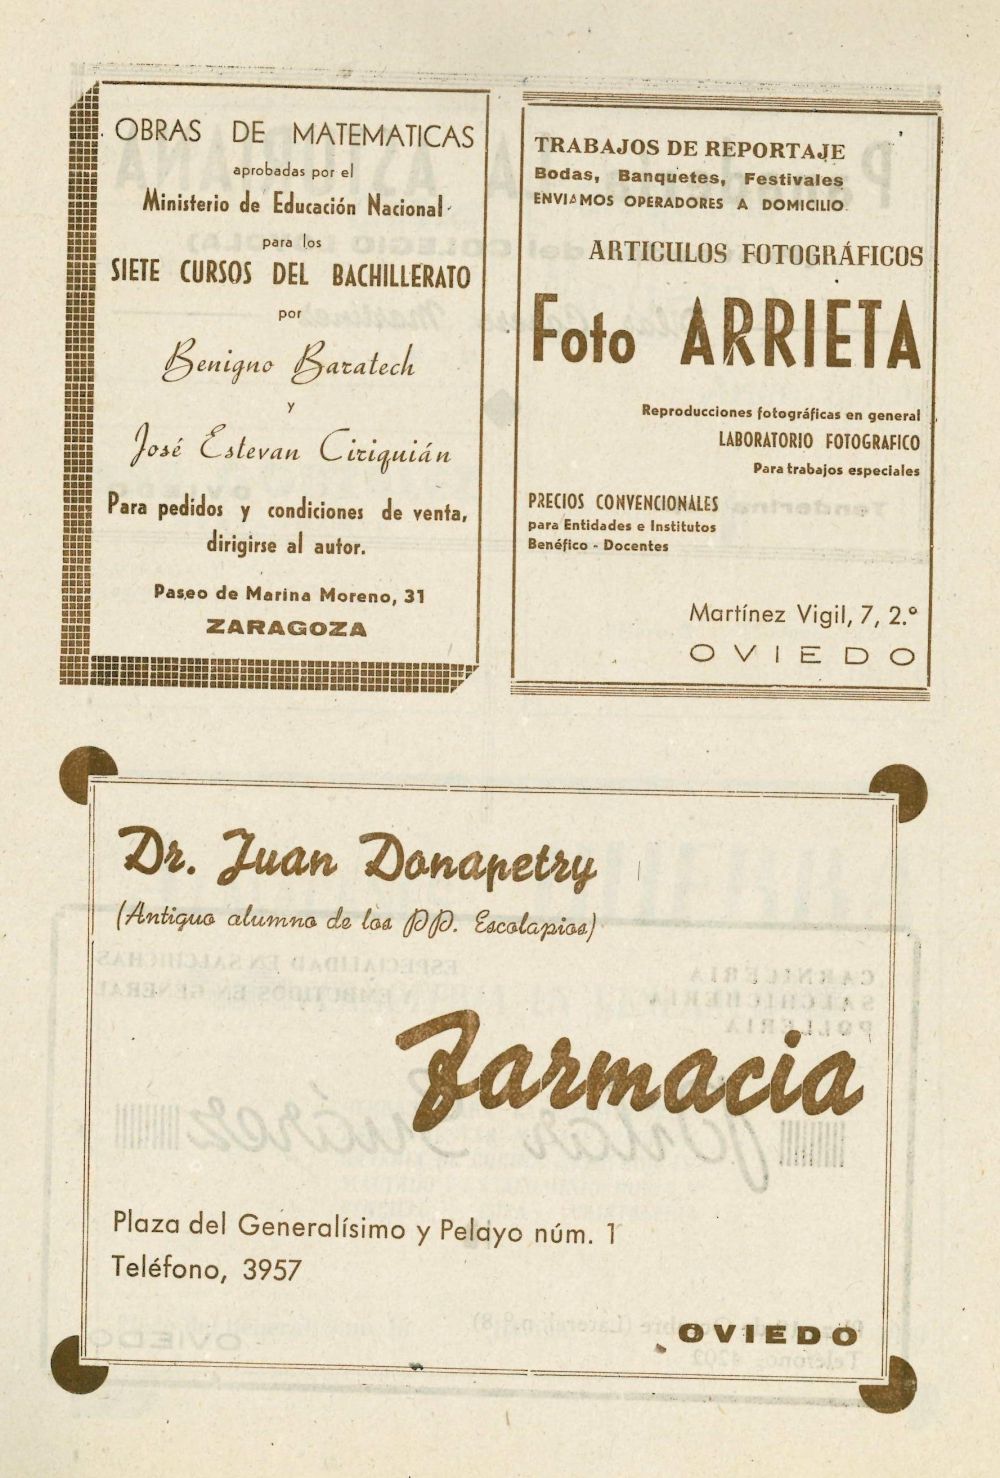 OBRAS DE MATEMATICAS
aprobadas por el
Ministerio de Educación Nacional
para los
SIETE CURSOS DEL BACHILLERATO
por
Benigno Baratech
y
José Estevan Ciriquián
Para pedidos y condiciones de venta,
dirigirse al autor.
Paseo de Marina Moreno, 31
ZARAGOZA
TRABAJOS DE REPORTAJE
Bodas, Banquetes, Festivales
ENVIAMOS OPERADORES A DOMICILIO
ARTICULOS FOTOGRÁFICOS
Foto ARRIETA
Reproducciones fotográficas en general
LABORATORIO FOTOGRAFICO
Para trabajos especiales
PRECIOS CONVENCIONALES
para Entidades e Institutos
Benéfico - Docentes
Martínez Vigil, 7, 2.º
OVIEDO
Dr. Juan Donapetry
(Antiguo alumno de los PP. Escolapios)
Farmacia
Plaza del Generalísimo y Pelayo núm. 1
Teléfono, 3957
OVIEDO